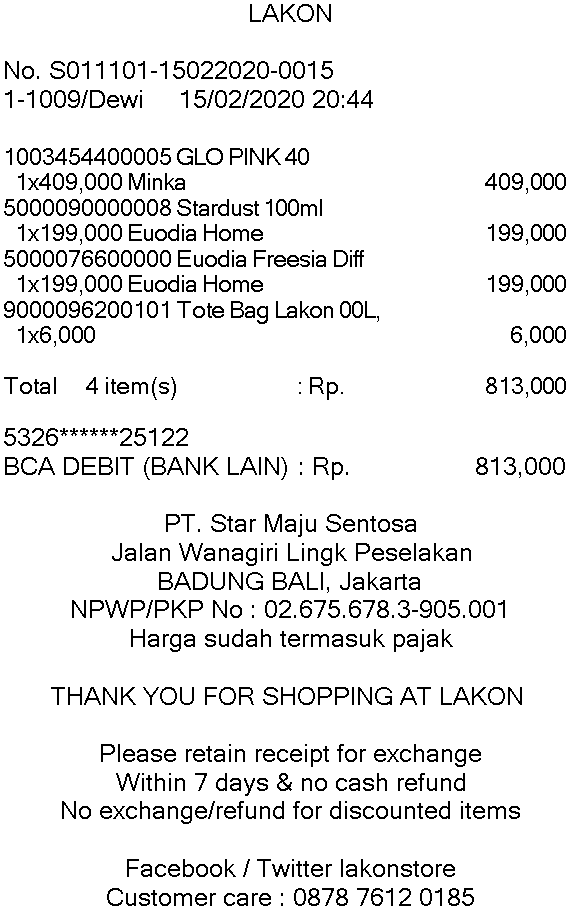 LAKON
No. S011101-15022020-0015
1-1009/Dewi 15/02/2020 20:44
1003454400005 GLO PINK 40
1x409,000 Minka 409,000
5000090000008 Stardust 100ml
1x199,000 Euodia Home 199,000
5000076600000 Euodia Freesia Diff
1x199,000 Euodia Home 199,000
9000096200101 Tote Bag Lakon 00L,
1x6,000 6,000
Total 4 item(s) : Rp. 813,000
5326******25122
BCA DEBIT (BANK LAIN) : Rp. 813,000
PT. Star Maju Sentosa
Jalan Wanagiri Lingk Peselakan
BADUNG BALI, Jakarta
NPWP/PKP No : 02.675.678.3-905.001
Harga sudah termasuk pajak
THANK YOU FOR SHOPPING AT LAKON
Please retain receipt for exchange
Within 7 days & no cash refund
No exchange/refund for discounted items
Facebook / Twitter lakonstore
Customer care : 0878 7612 0185